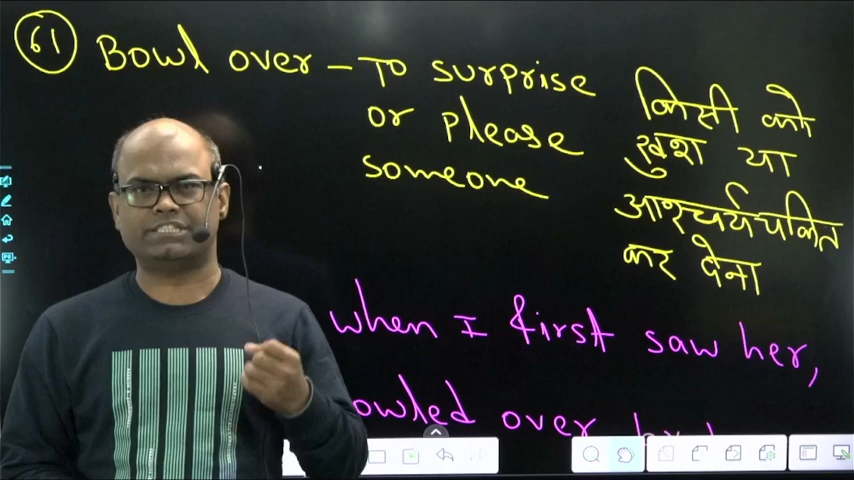 61 Bowl over – To surprise
or please
someone
किसी को
खुश या
आश्चर्यचकित
कर देना
when I first saw her,
owled over